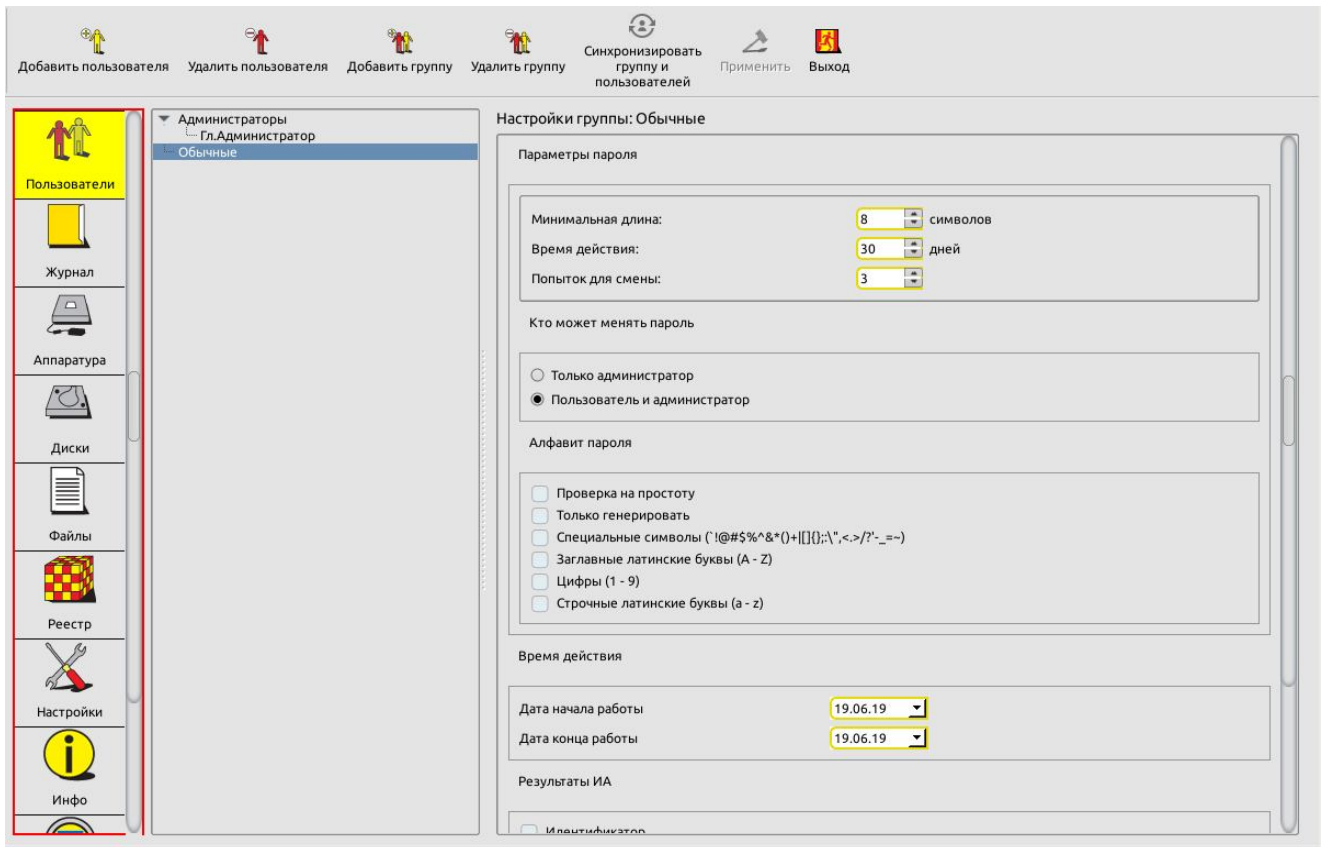 Добавить пользователя
Удалить пользователя
Добавить группу
Удалить группу
Синхронизировать
группу и
пользователей
Применить
Выход
Пользователи
Журнал
Аппаратура
Диски
Файлы
Реестр
Настройки
Инфо
Администраторы
Гл.Администратор
Обычные
Настройки группы: Обычные
Параметры пароля
Минимальная длина: 8 символов
Время действия: 30 дней
Попыток для смены: 3
Кто может менять пароль
Только администратор
Пользователь и администратор
Алфавит пароля
Проверка на простоту
Только генерировать
Специальные символы (`!@#$%^&*()+|[]{};:\",<.>/?'-_=~)
Заглавные латинские буквы (A - Z)
Цифры (1 - 9)
Строчные латинские буквы (a - z)
Время действия
Дата начала работы 19.06.19
Дата конца работы 19.06.19
Результаты ИА
Идентификатор